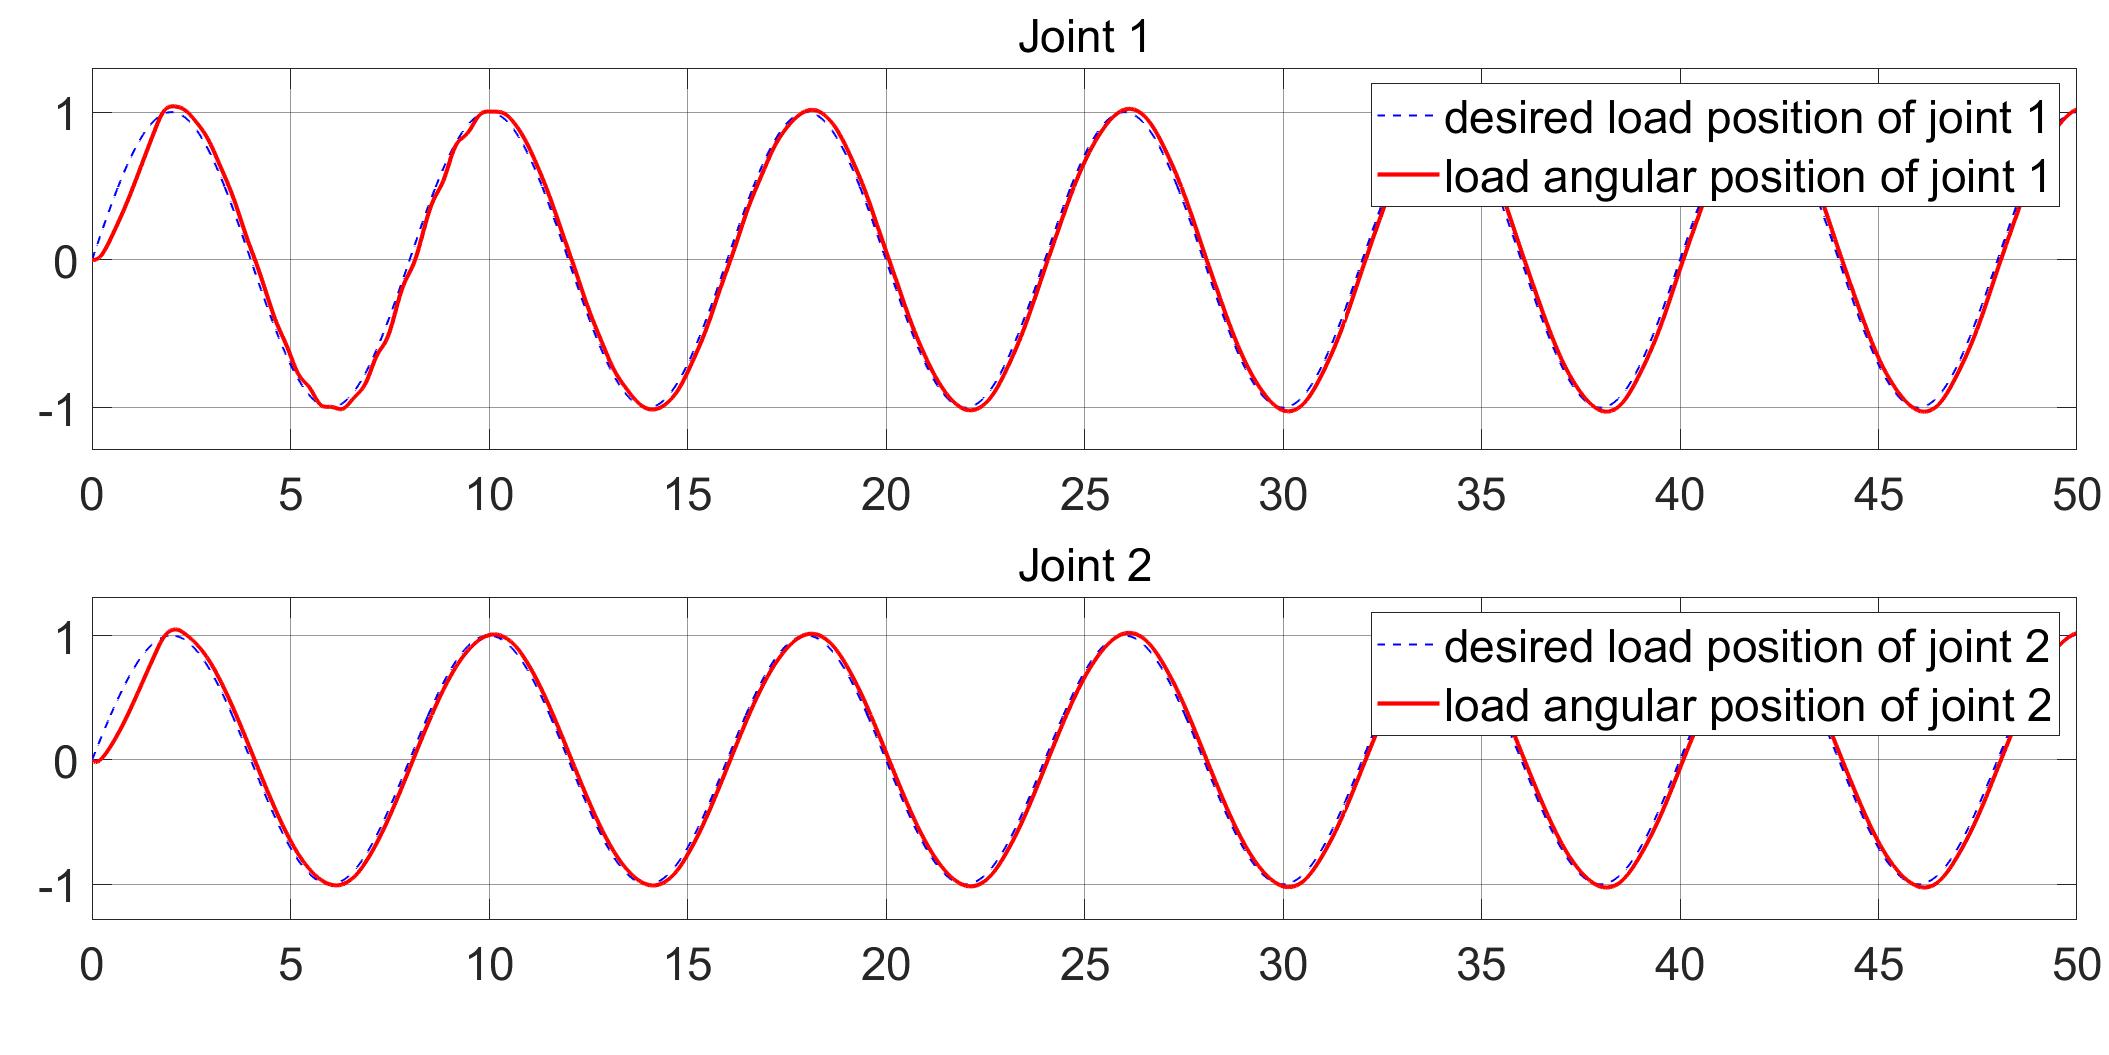 Joint 1
desired load position of joint 1
load angular position of joint 1
1
0
-1
0 5 10 15 20 25 30 35 40 45 50
Joint 2
desired load position of joint 2
load angular position of joint 2
1
0
-1
0 5 10 15 20 25 30 35 40 45 50